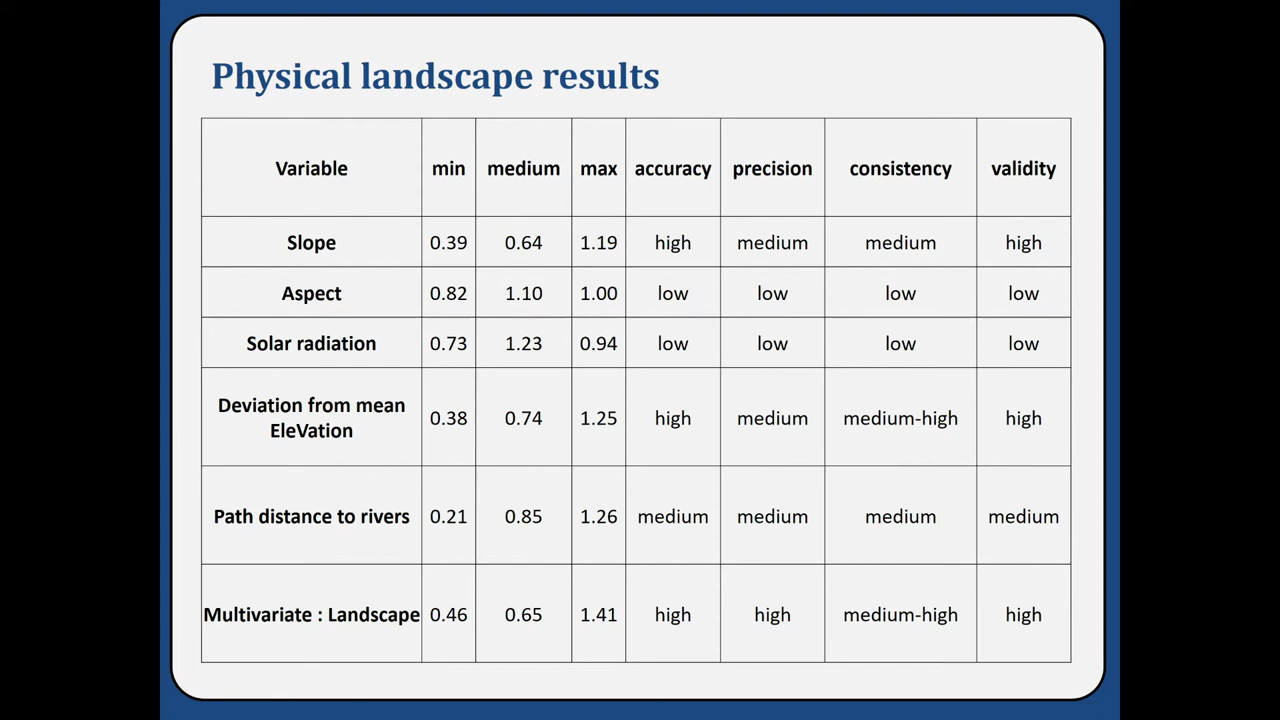 Physical landscape results
Variable min medium max accuracy precision consistency validity
Slope 0.39 0.64 1.19 high medium medium high
Aspect 0.82 1.10 1.00 low low low low
Solar radiation 0.73 1.23 0.94 low low low low
Deviation from mean
EleVation 0.38 0.74 1.25 high medium medium-high high
Path distance to rivers 0.21 0.85 1.26 medium medium medium medium
Multivariate : Landscape 0.46 0.65 1.41 high high medium-high high